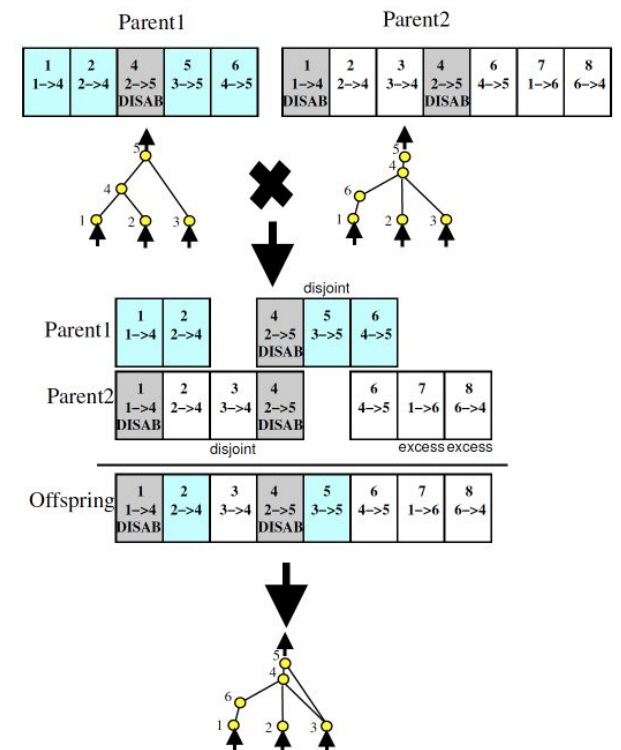 Parent1
1 2 4 5 6
1->4 2->4 2->5 3->5 4->5
DISAB
Parent2
1 2 3 4 6 7 8
1->4 2->4 3->4 2->5 4->5 1->6 6->4
DISAB DISAB
5
4
1 2 3
5
4
6
1 2 3
disjoint
Parent1
1 2 4 5 6
1->4 2->4 2->5 3->5 4->5
DISAB
Parent2
1 2 3 4 6 7 8
1->4 2->4 3->4 2->5 4->5 1->6 6->4
DISAB DISAB
disjoint excess excess
Offspring
1 2 3 4 5 6 7 8
1->4 2->4 3->4 2->5 3->5 4->5 1->6 6->4
DISAB DISAB
5
4
6
1 2 3